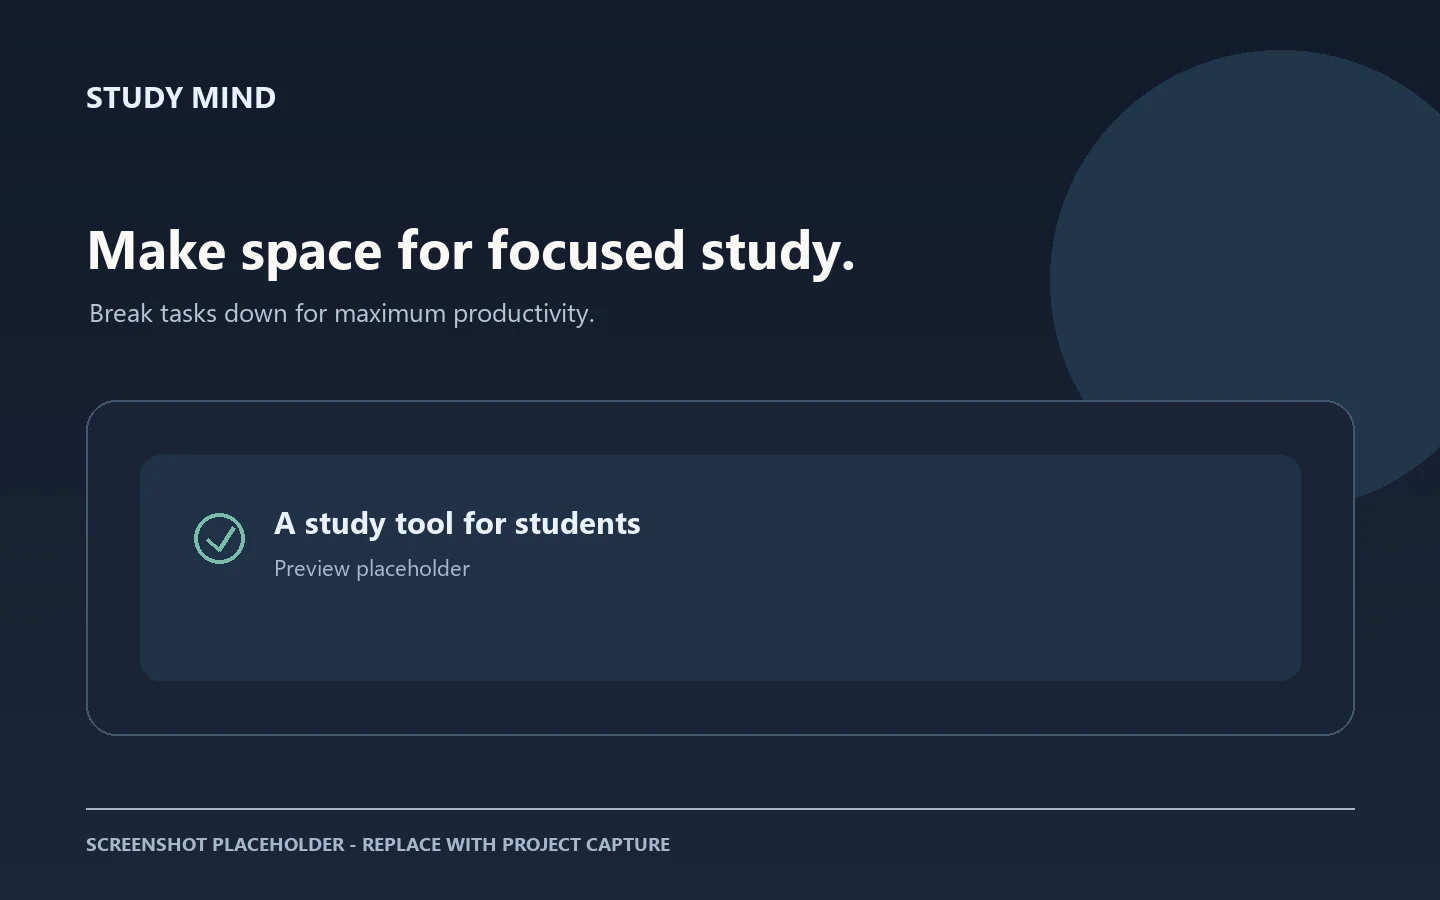 STUDY MIND
Make space for focused study.
Break tasks down for maximum productivity.
A study tool for students
Preview placeholder
SCREENSHOT PLACEHOLDER - REPLACE WITH PROJECT CAPTURE